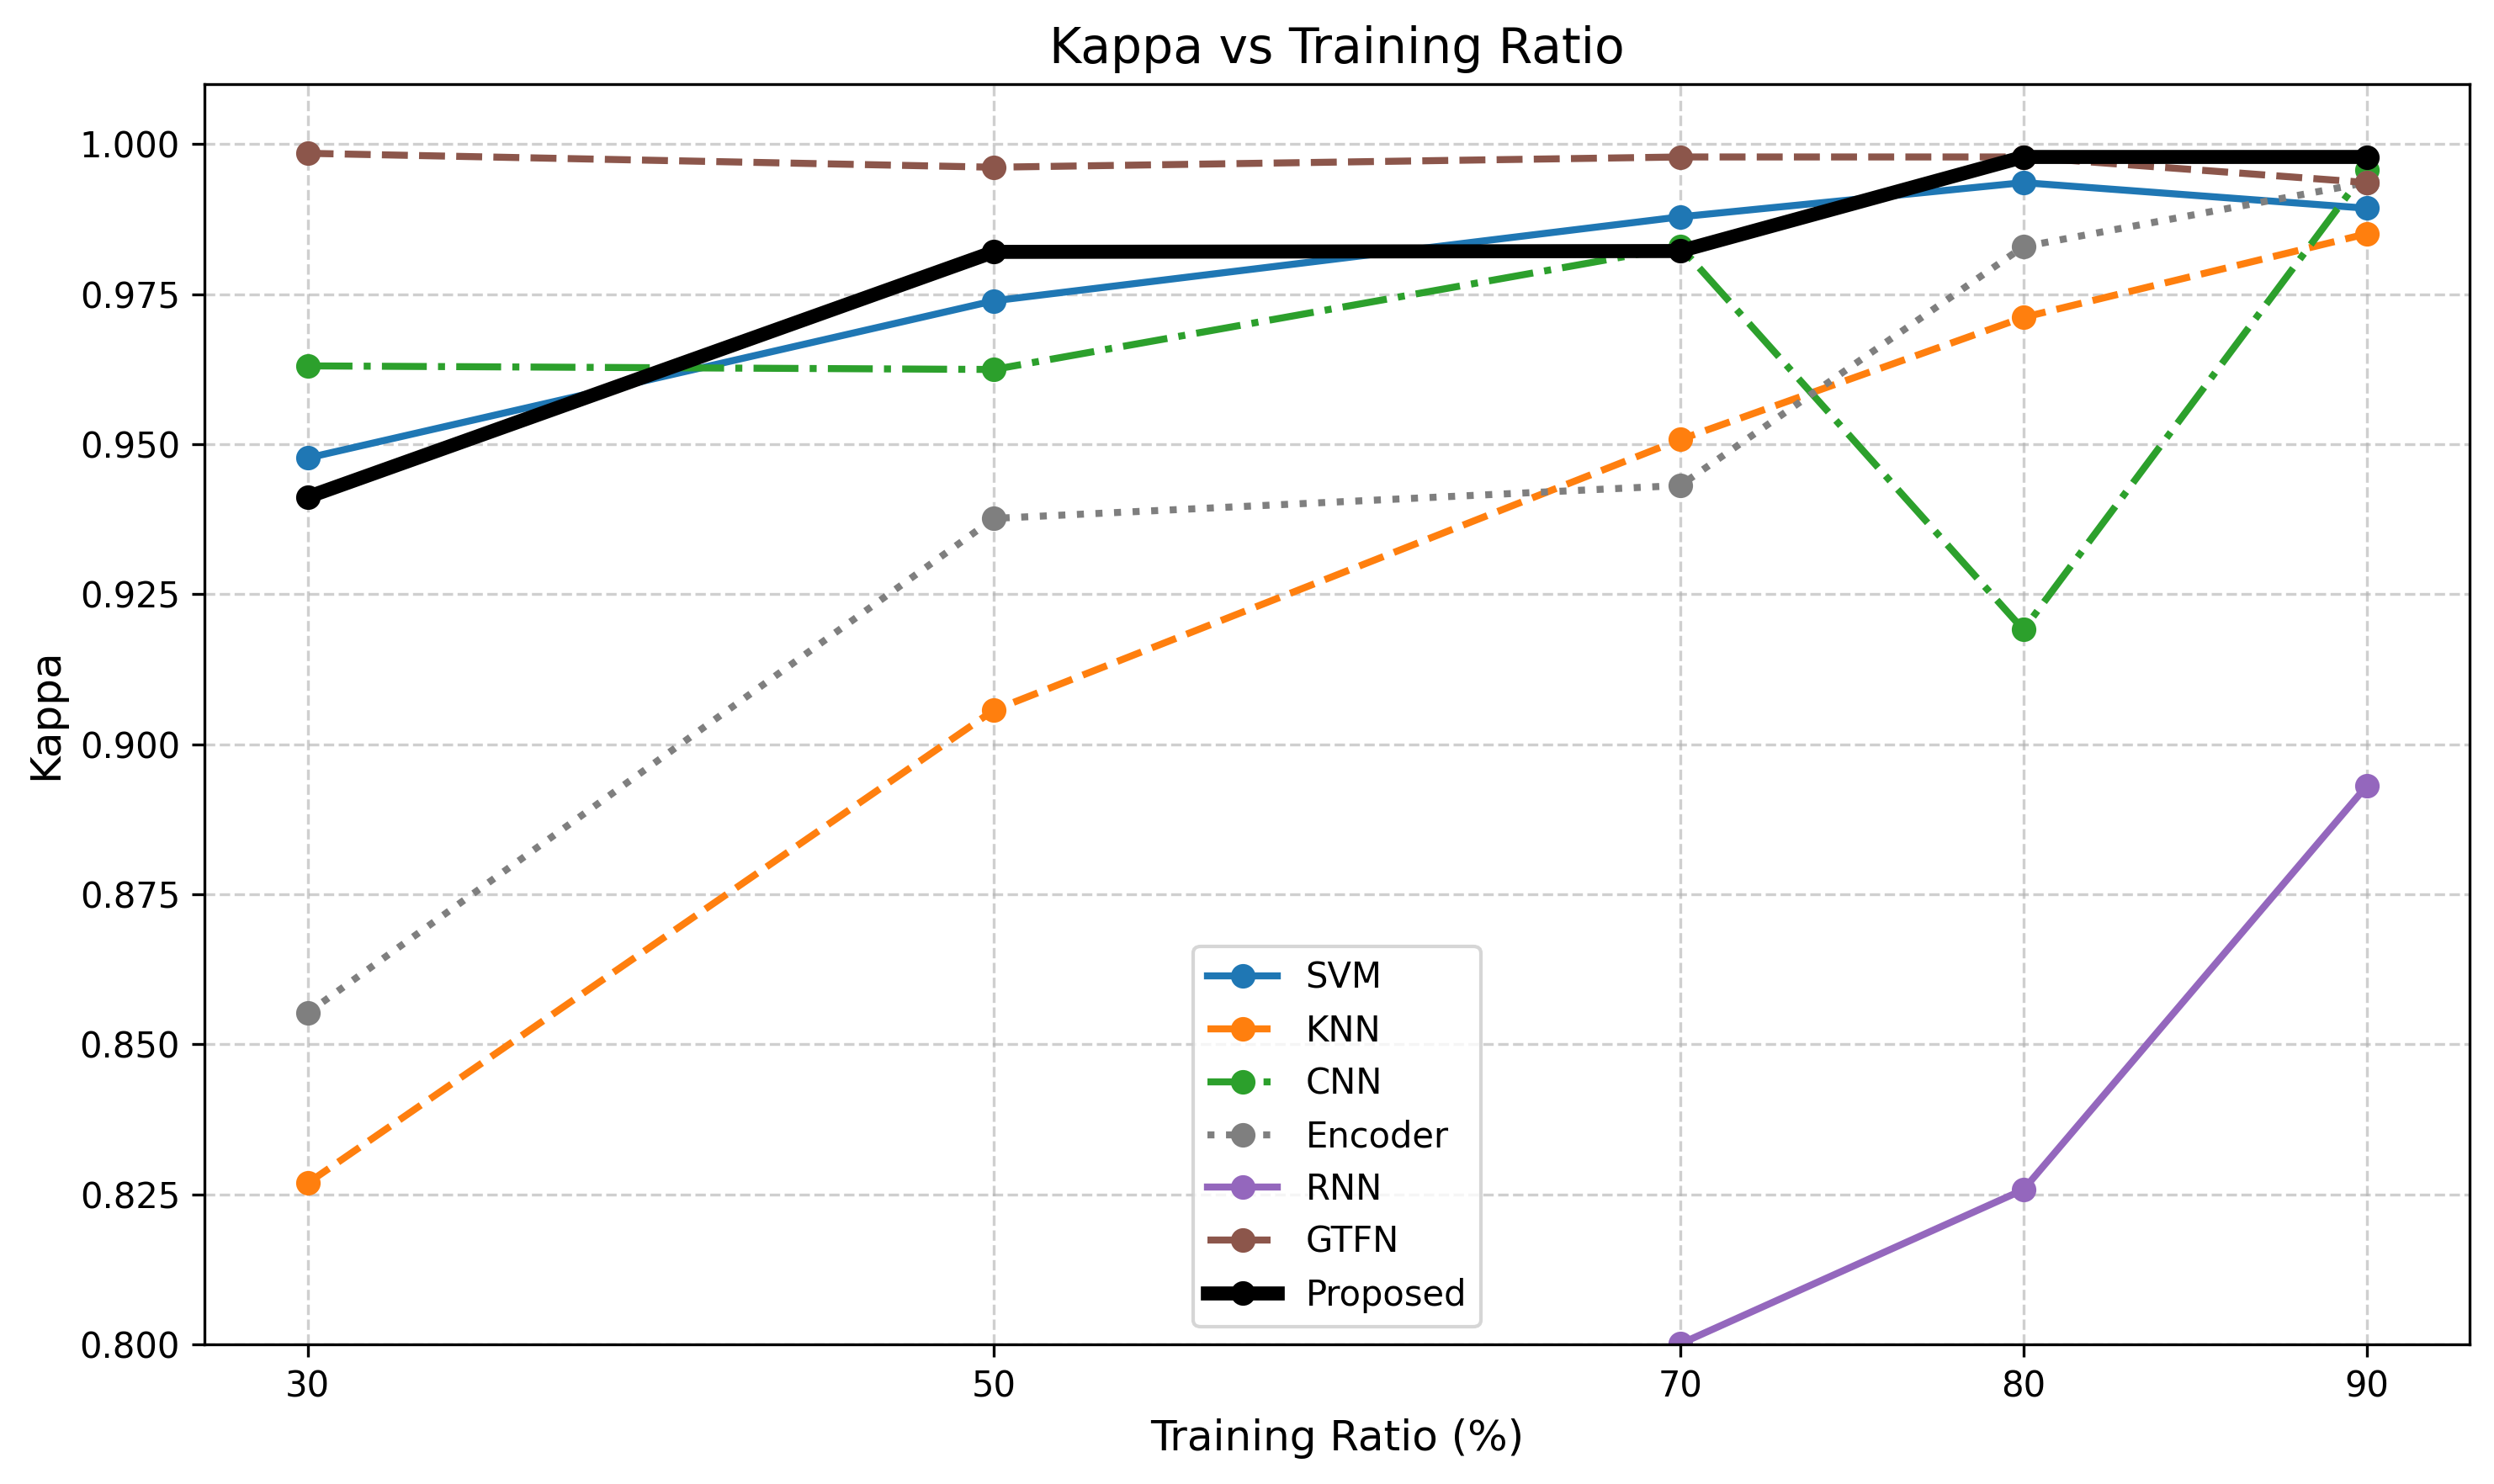 Kappa vs Training Ratio
1.000
0.975
0.950
0.925
0.900
0.875
0.850
0.825
0.800
Kappa
SVM
KNN
CNN
Encoder
RNN
GTFN
Proposed
30 50 70 80 90
Training Ratio (%)